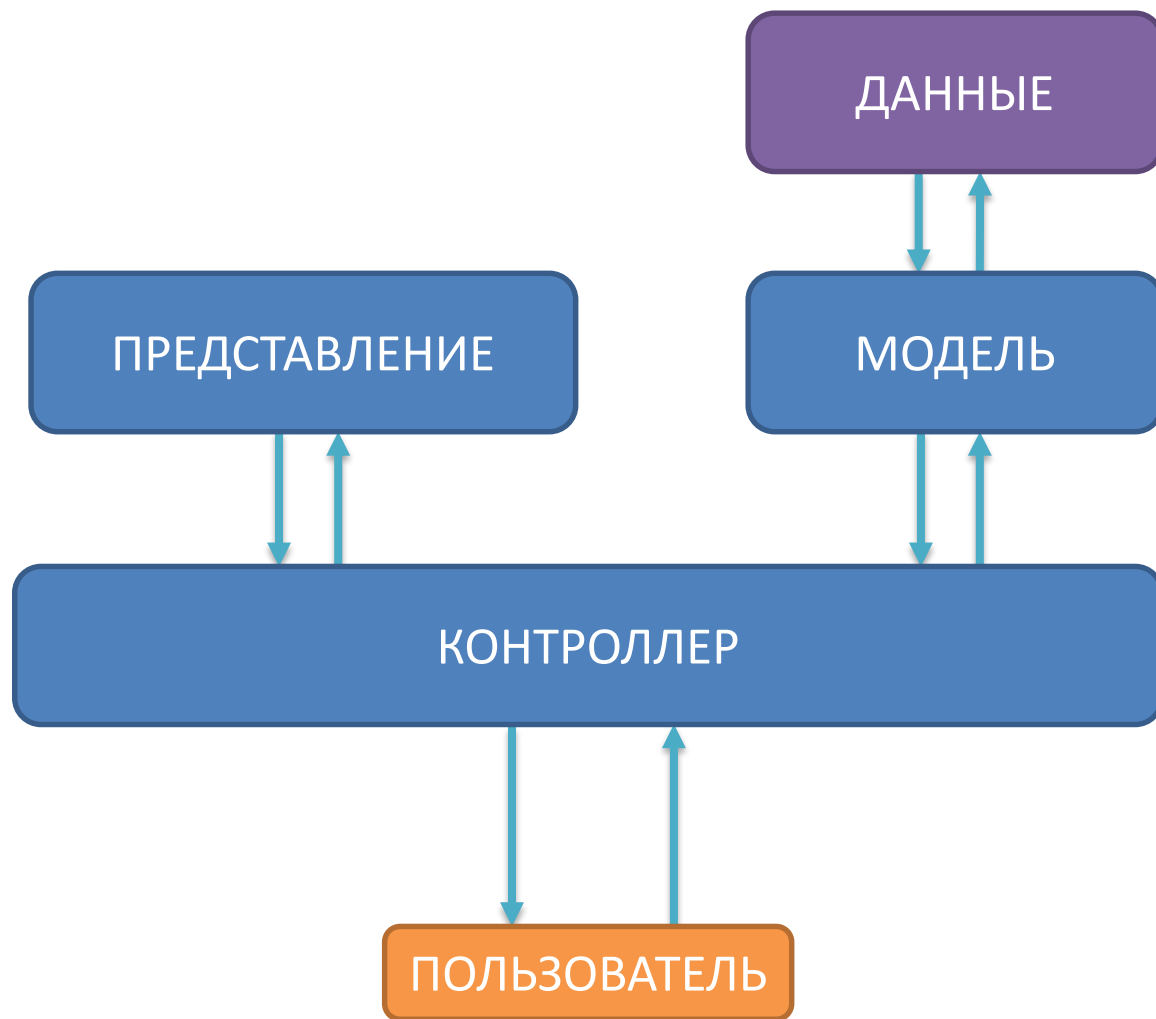 ДАННЫЕ
ПРЕДСТАВЛЕНИЕ
МОДЕЛЬ
КОНТРОЛЛЕР
ПОЛЬЗОВАТЕЛЬ